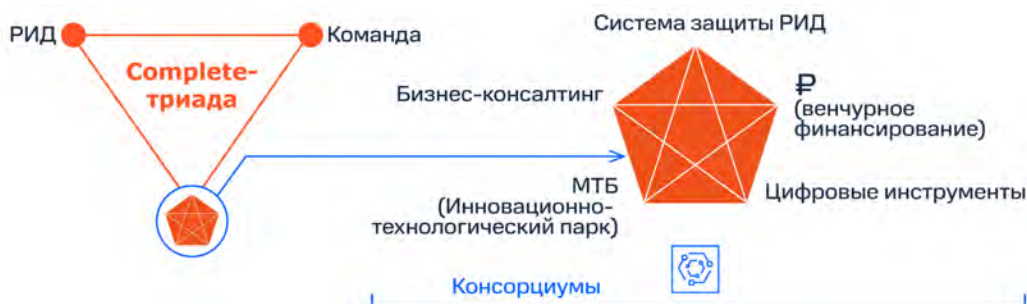 РИД
Команда
Complete-
триада
Система защиты РИД
Бизнес-консалтинг
₽
(венчурное
финансирование)
МТБ
(Инновационно-
технологический парк)
Цифровые инструменты
Консорциумы